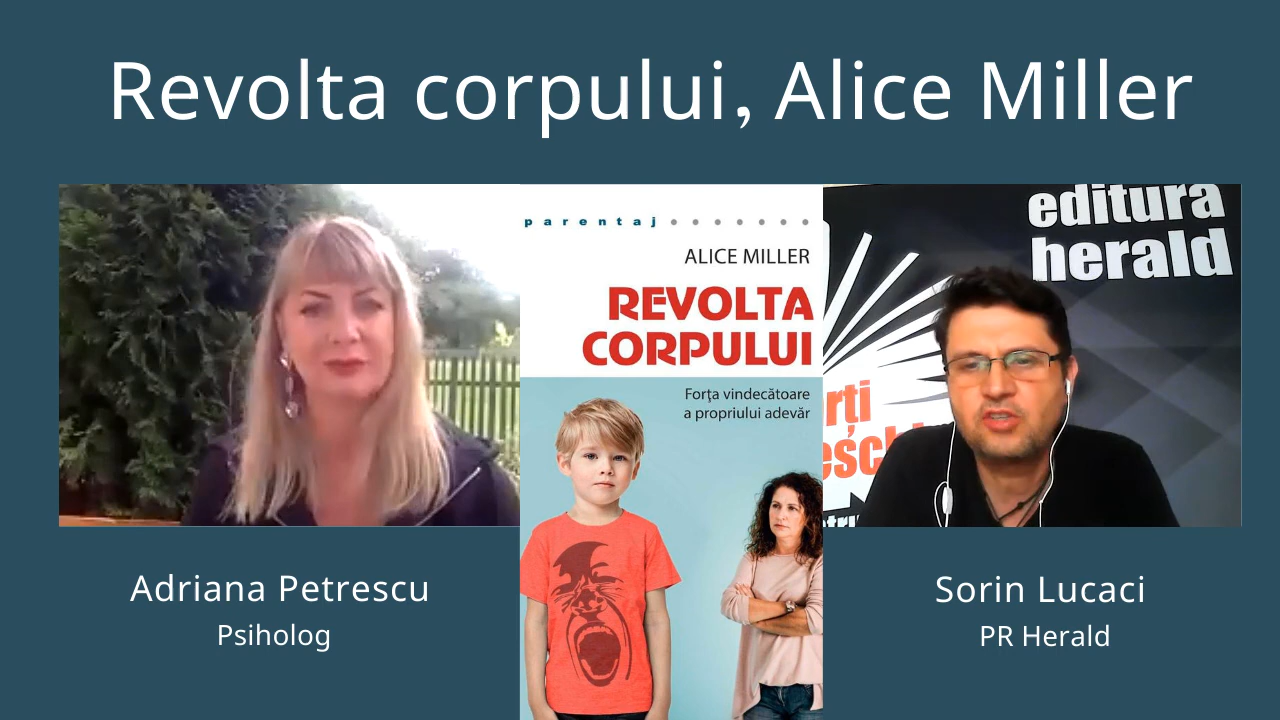 Revolta corpului, Alice Miller
parentaj
ALICE MILLER
REVOLTA
CORPULUI
Forţa vindecătoare
a propriului adevăr
editura
herald
Adriana Petrescu
Psiholog
Sorin Lucaci
PR Herald